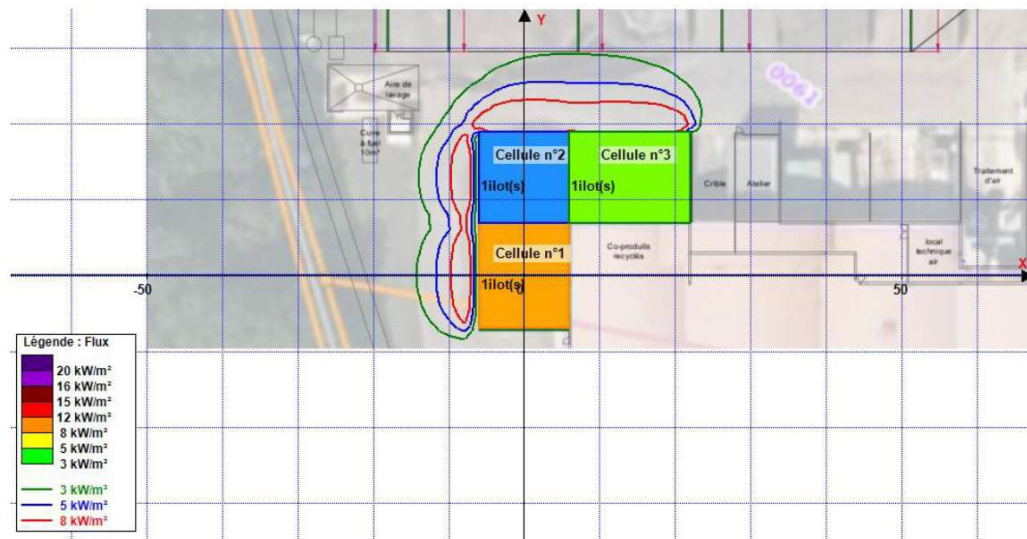 Y
0061
Aire de
lavage
Cuve
à fuel
10m³
Cellule n°2
Cellule n°3
1ilot(s)
1ilot(s)
Crible
Atelier
Traitement
d'air
Cellule n°1
Co-produits
recyclés
local
technique
air
X
-50
1ilot(s)
0
50
Légende : Flux
20 kW/m²
16 kW/m²
15 kW/m²
12 kW/m²
8 kW/m²
5 kW/m²
3 kW/m²
3 kW/m²
5 kW/m²
8 kW/m²